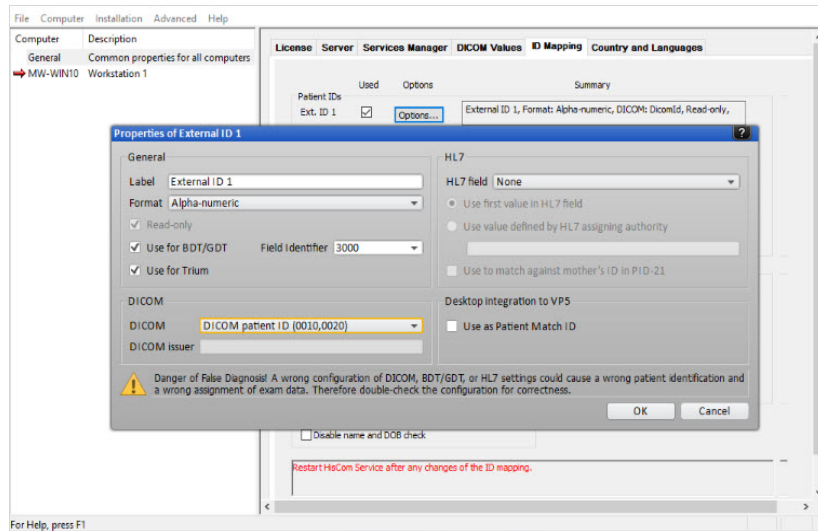 File Computer Installation Advanced Help
Computer Description
General Common properties for all computers
MW-WIN10 Workstation 1
License Server Services Manager DICOM Values ID Mapping Country and Languages
Used Options Summary
Patient IDs
Ext. ID 1 Options... External ID 1, Format: Alpha-numeric, DICOM: DicomId, Read-only,
Properties of External ID 1 ?
General
Label External ID 1
Format Alpha-numeric
Read-only
Use for BDT/GDT Field Identifier 3000
Use for Trium
HL7
HL7 field None
Use first value in HL7 field
Use value defined by HL7 assigning authority
Use to match against mother's ID in PID-21
DICOM
DICOM DICOM patient ID (0010,0020)
DICOM issuer
Desktop integration to VP5
Use as Patient Match ID
Danger of False Diagnosis! A wrong configuration of DICOM, BDT/GDT, or HL7 settings could cause a wrong patient identification and
a wrong assignment of exam data. Therefore double-check the configuration for correctness.
OK Cancel
Disable name and DOB check
Restart HisCom Service after any changes of the ID mapping.
For Help, press F1